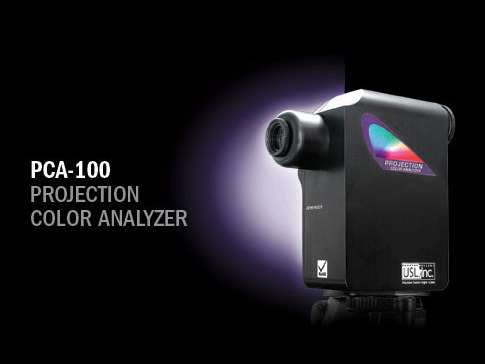 PCA-100
PROJECTION
COLOR ANALYZER
PROJECTION
COLOR ANALYZER
USL, inc.